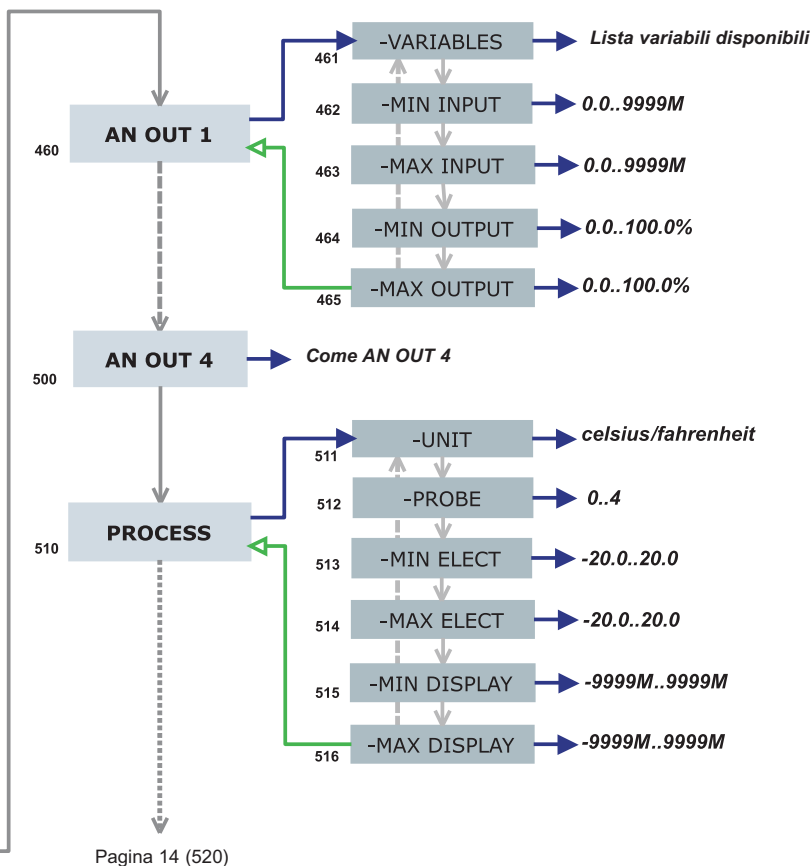 461 -VARIABLES Lista variabili disponibili
462 -MIN INPUT 0.0..9999M
460 AN OUT 1
463 -MAX INPUT 0.0..9999M
464 -MIN OUTPUT 0.0..100.0%
465 -MAX OUTPUT 0.0..100.0%
500 AN OUT 4 Come AN OUT 4
511 -UNIT celsius/fahrenheit
512 -PROBE 0..4
510 PROCESS
513 -MIN ELECT -20.0..20.0
514 -MAX ELECT -20.0..20.0
515 -MIN DISPLAY -9999M..9999M
516 -MAX DISPLAY -9999M..9999M
Pagina 14 (520)